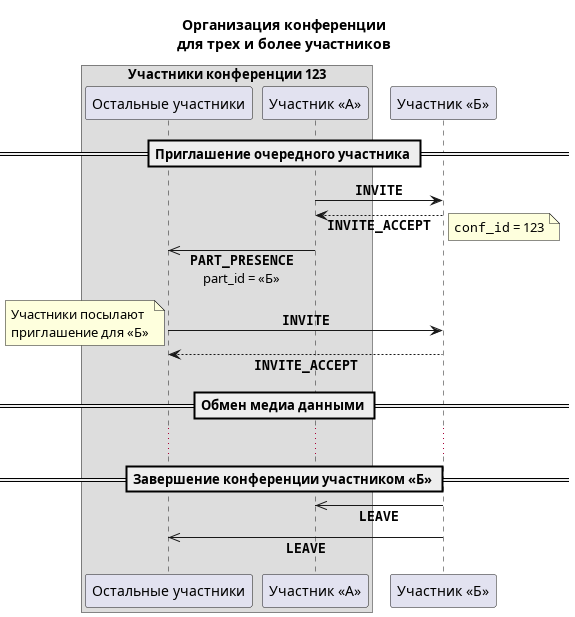 Организация конференции
для трех и более участников
Участники конференции 123
Остальные участники
Участник «А»
Участник «Б»
Приглашение очередного участника
INVITE
INVITE_ACCEPT
conf_id = 123
PART_PRESENCE
part_id = «Б»
Участники посылают
приглашение для «Б»
INVITE
INVITE_ACCEPT
Обмен медиа данными
Завершение конференции участником «Б»
LEAVE
LEAVE
Остальные участники
Участник «А»
Участник «Б»